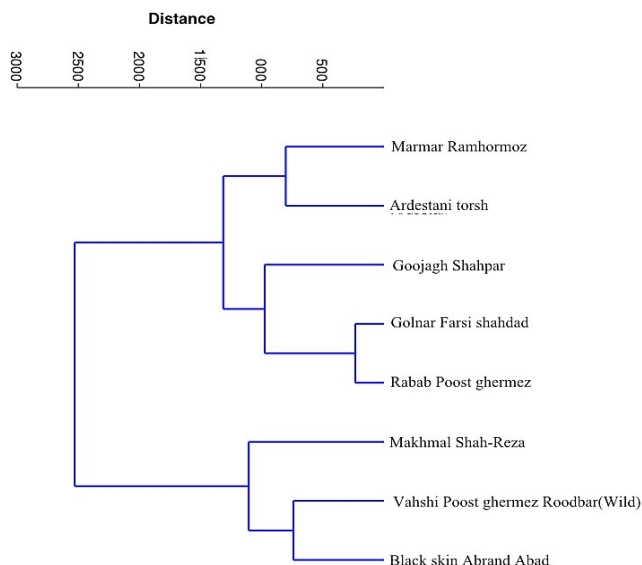 Distance
3000
2500
2000
1500
000
500
Marmar Ramhormoz
Ardestani torsh
Goojagh Shahpar
Golnar Farsi shahdad
Rabab Poost ghermez
Makhmal Shah-Reza
Vahshi Poost ghermez Roodbar(Wild)
Black skin Abrand Abad